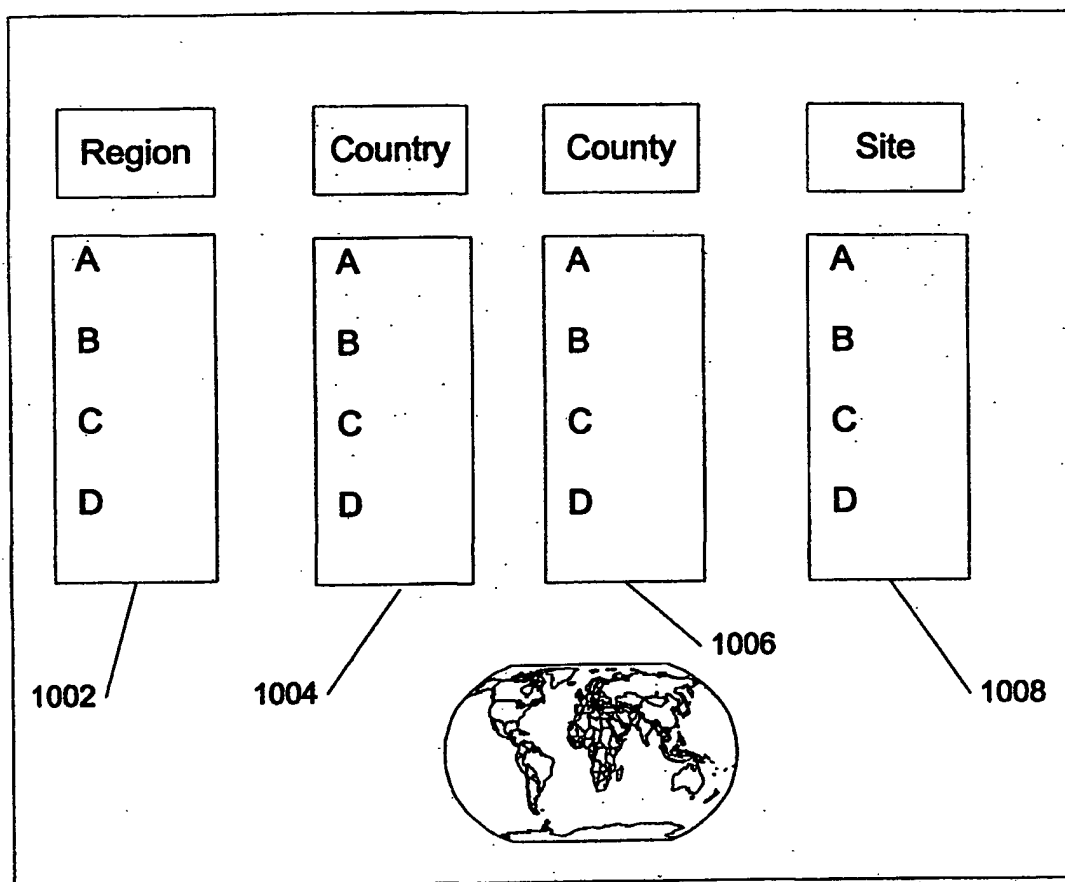 Region Country County Site
A A A A
B B B B
C C C C
D D D D
1006
1002 1004 1008